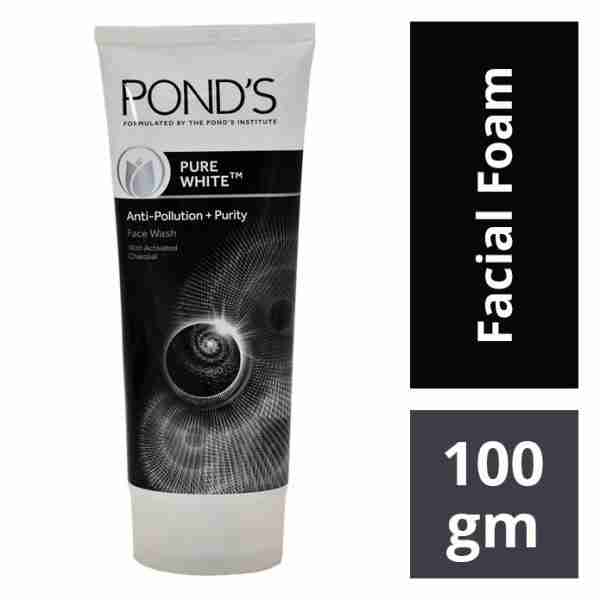 POND'S
FORMULATED BY THE POND'S INSTITUTE
PURE
WHITE™
Anti-Pollution + Purity
Face Wash
With Activated
Charcoal
Facial Foam
100
gm